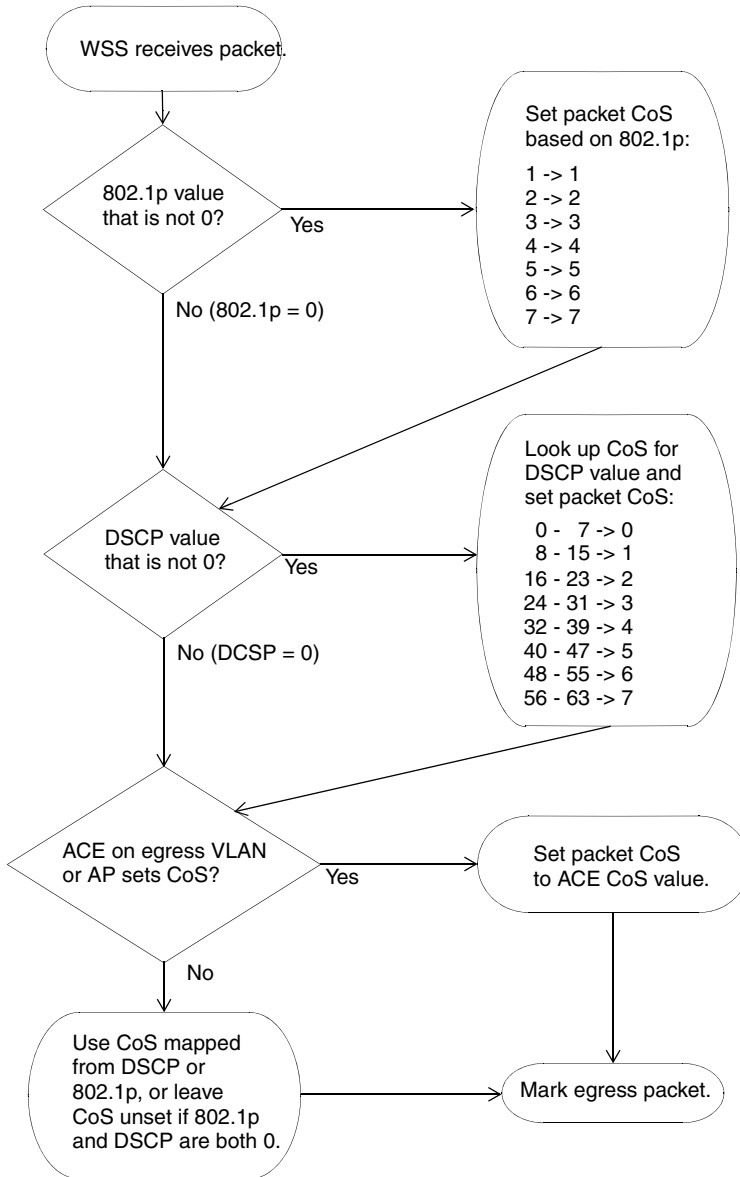 WSS receives packet.
802.1p value
that is not 0?
Yes
Set packet CoS
based on 802.1p:
1 -> 1
2 -> 2
3 -> 3
4 -> 4
5 -> 5
6 -> 6
7 -> 7
No (802.1p = 0)
DSCP value
that is not 0?
Yes
Look up CoS for
DSCP value and
set packet CoS:
0 - 7 -> 0
8 - 15 -> 1
16 - 23 -> 2
24 - 31 -> 3
32 - 39 -> 4
40 - 47 -> 5
48 - 55 -> 6
56 - 63 -> 7
No (DCSP = 0)
ACE on egress VLAN
or AP sets CoS?
Yes
Set packet CoS
to ACE CoS value.
No
Use CoS mapped
from DSCP or
802.1p, or leave
CoS unset if 802.1p
and DSCP are both 0.
Mark egress packet.